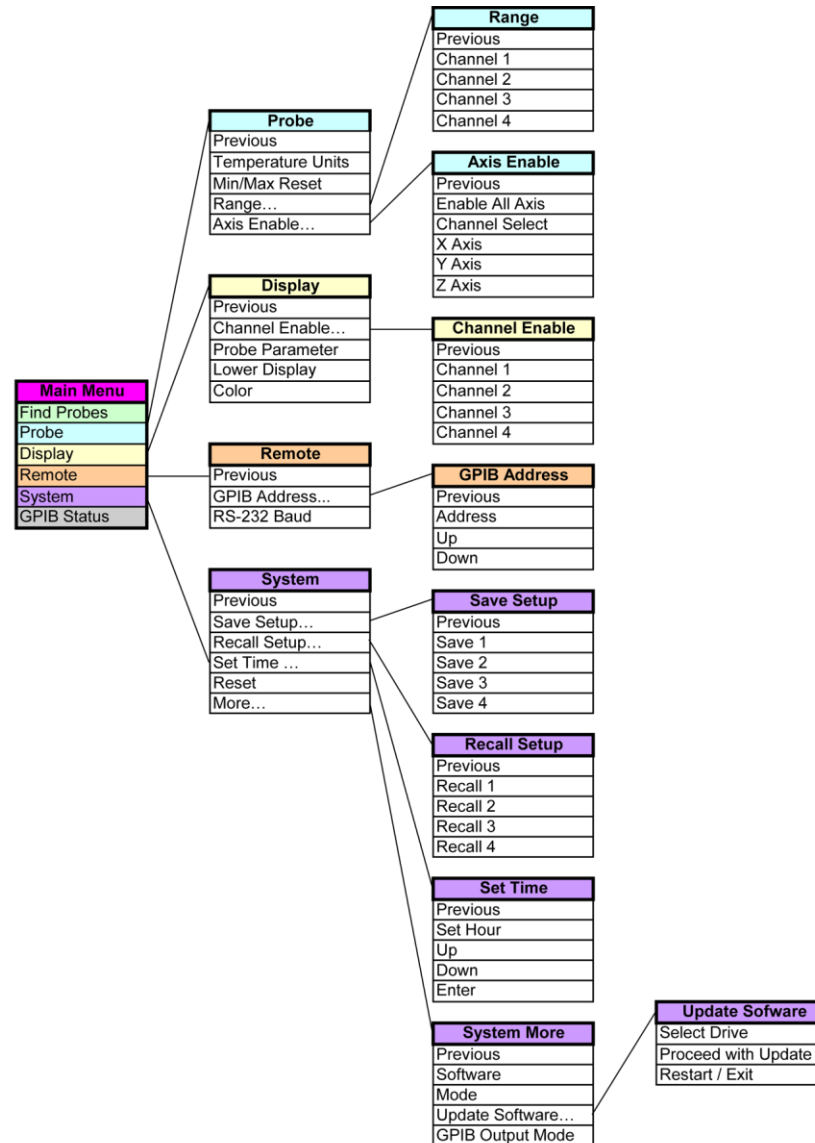 Main Menu
Find Probes
Probe
Display
Remote
System
GPIB Status
Probe
Previous
Temperature Units
Min/Max Reset
Range…
Axis Enable…
Range
Previous
Channel 1
Channel 2
Channel 3
Channel 4
Axis Enable
Previous
Enable All Axis
Channel Select
X Axis
Y Axis
Z Axis
Display
Previous
Channel Enable…
Probe Parameter
Lower Display
Color
Channel Enable
Previous
Channel 1
Channel 2
Channel 3
Channel 4
Remote
Previous
GPIB Address...
RS-232 Baud
GPIB Address
Previous
Address
Up
Down
System
Previous
Save Setup…
Recall Setup…
Set Time …
Reset
More…
Save Setup
Previous
Save 1
Save 2
Save 3
Save 4
Recall Setup
Previous
Recall 1
Recall 2
Recall 3
Recall 4
Set Time
Previous
Set Hour
Up
Down
Enter
System More
Previous
Software
Mode
Update Software…
GPIB Output Mode
Update Sofware
Select Drive
Proceed with Update
Restart / Exit